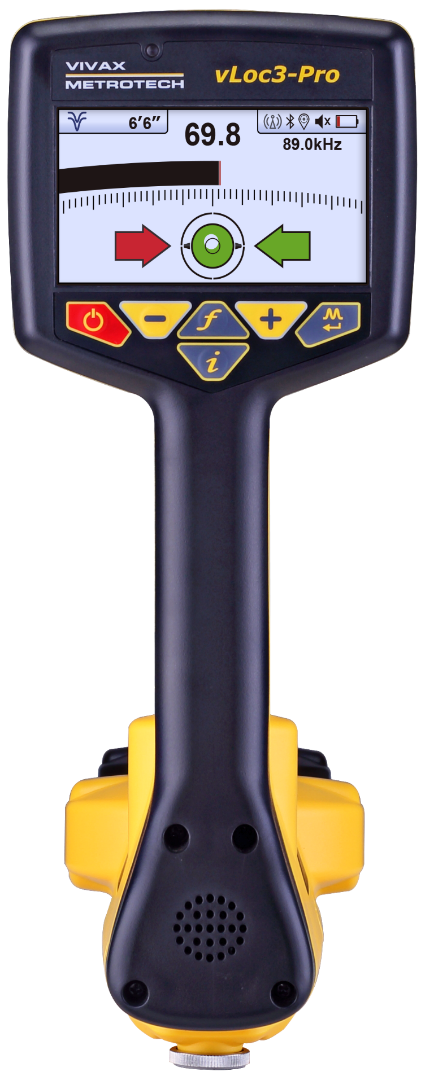 VIVAX
METROTECH
vLoc3-Pro
6'6"
69.8
89.0kHz
f
i